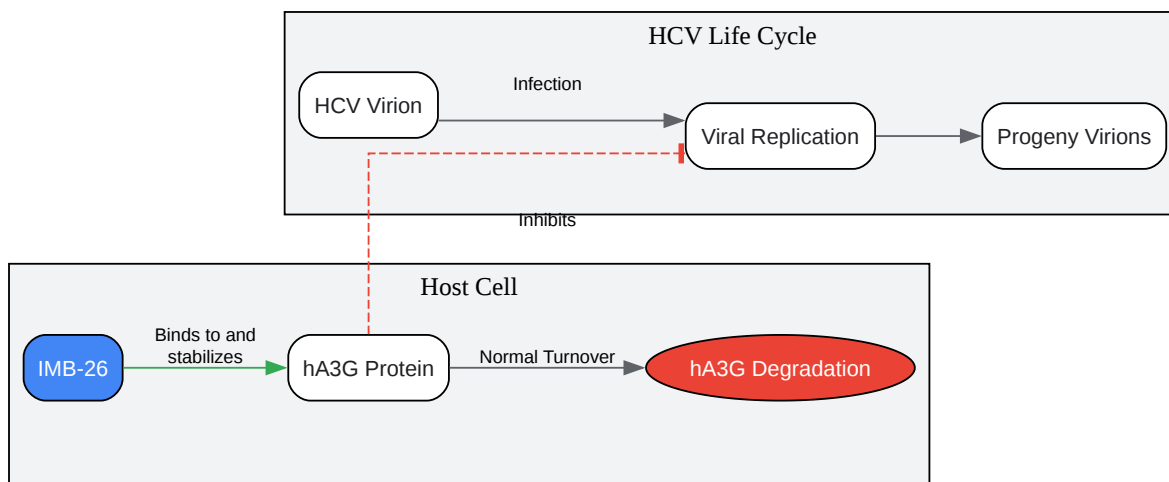 HCV Life Cycle
HCV Virion
Infection
Viral Replication
Progeny Virions
Inhibits
Host Cell
IMB-26
Binds to and
stabilizes
hA3G Protein
Normal Turnover
hA3G Degradation